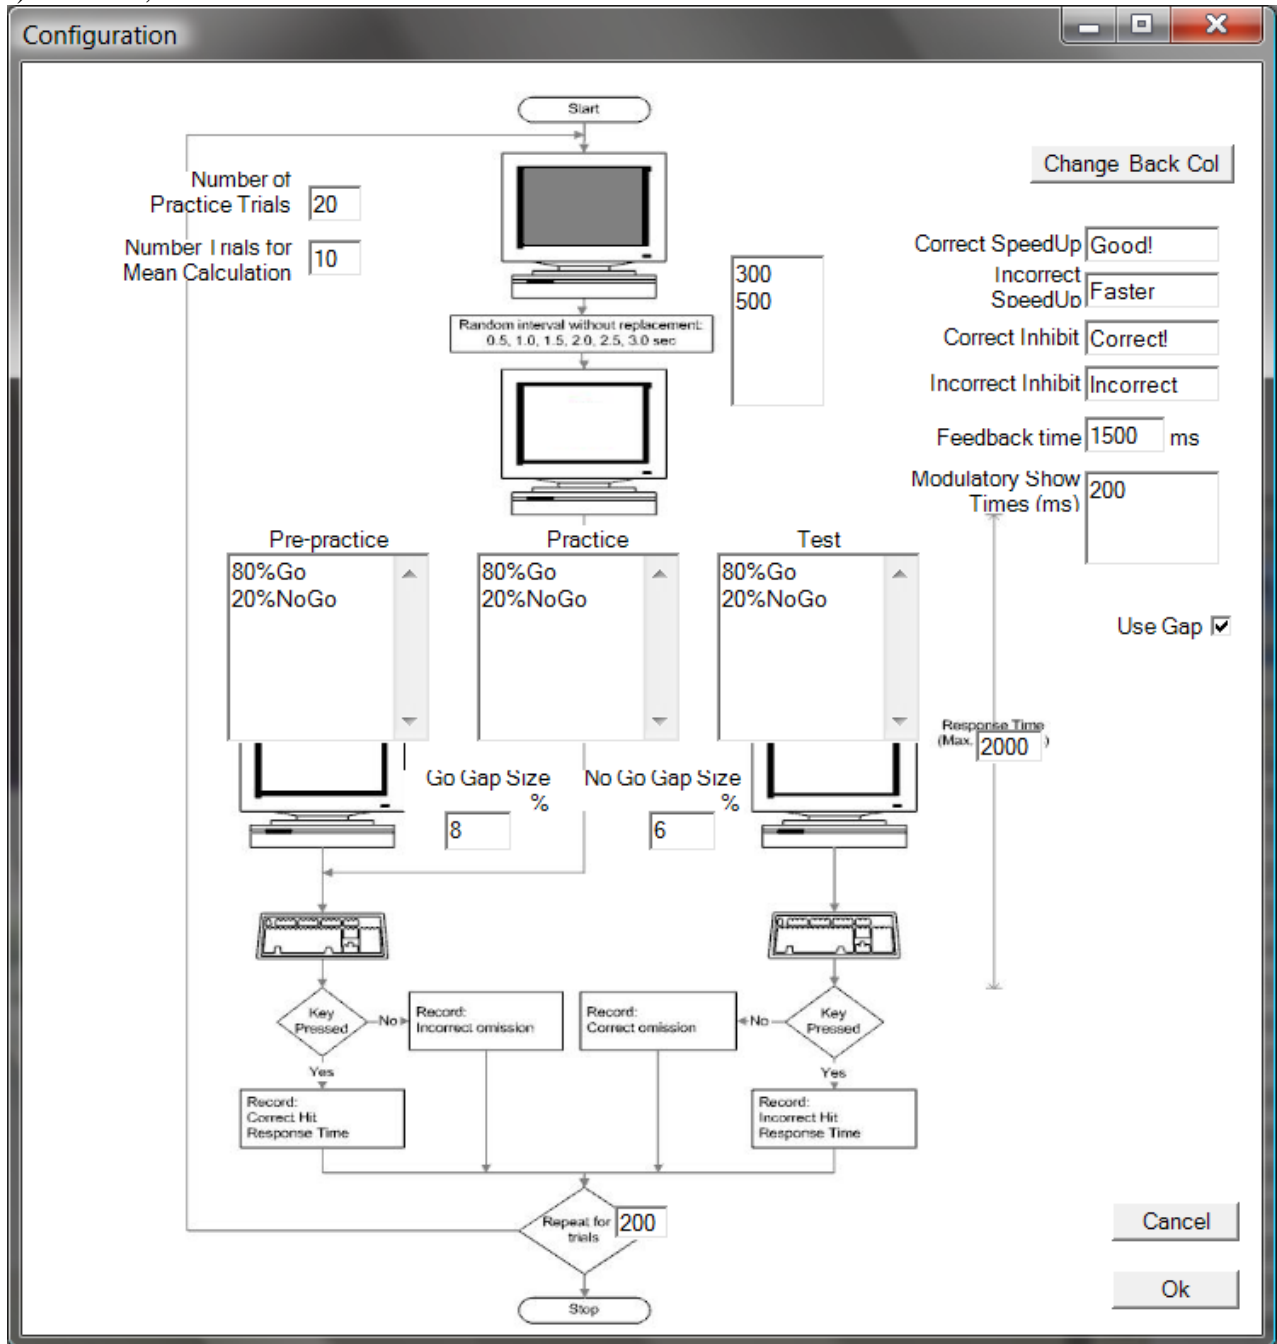 Configuration
Start
Change Back Col
Number of
Practice Trials
20
Number Trials for
Mean Calculation
10
300
500
Correct SpeedUp
Good!
Incorrect
SpeedUp
Faster
Random interval without replacement:
0.5, 1.0, 1.5, 2.0, 2.5, 3.0 sec
Correct Inhibit
Correct!
Incorrect Inhibit
Incorrect
Feedback time
1500
ms
Modulatory Show
Times (ms)
200
Pre-practice
Practice
Test
80%Go
20%NoGo
80%Go
20%NoGo
80%Go
20%NoGo
Use Gap
Response Time
(Max. 2000 )
Go Gap Size
%
8
No Go Gap Size
%
6
Key
Pressed
No
Record:
Incorrect omission
Record:
Correct omission
No
Key
Pressed
Yes
Yes
Record:
Correct Hit
Response Time
Record:
Incorrect Hit
Response Time
Repeat for
trials
200
Cancel
Ok
Stop